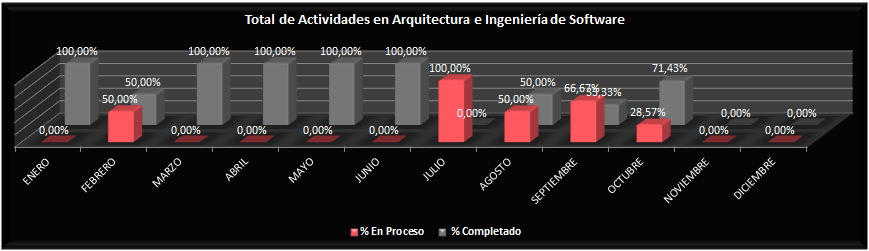 Total de Actividades en Arquitectura e Ingeniería de Software
100,00% 100,00% 100,00% 100,00% 100,00%
50,00% 100,00% 50,00% 71,43%
50,00% 0,00% 50,00% 66,67% 33,33% 28,57% 0,00% 0,00%
0,00% 0,00% 0,00% 0,00% 0,00% 0,00% 0,00%
ENERO FEBRERO MARZO ABRIL MAYO JUNIO JULIO AGOSTO SEPTIEMBRE OCTUBRE NOVIEMBRE DICIEMBRE
% En Proceso % Completado